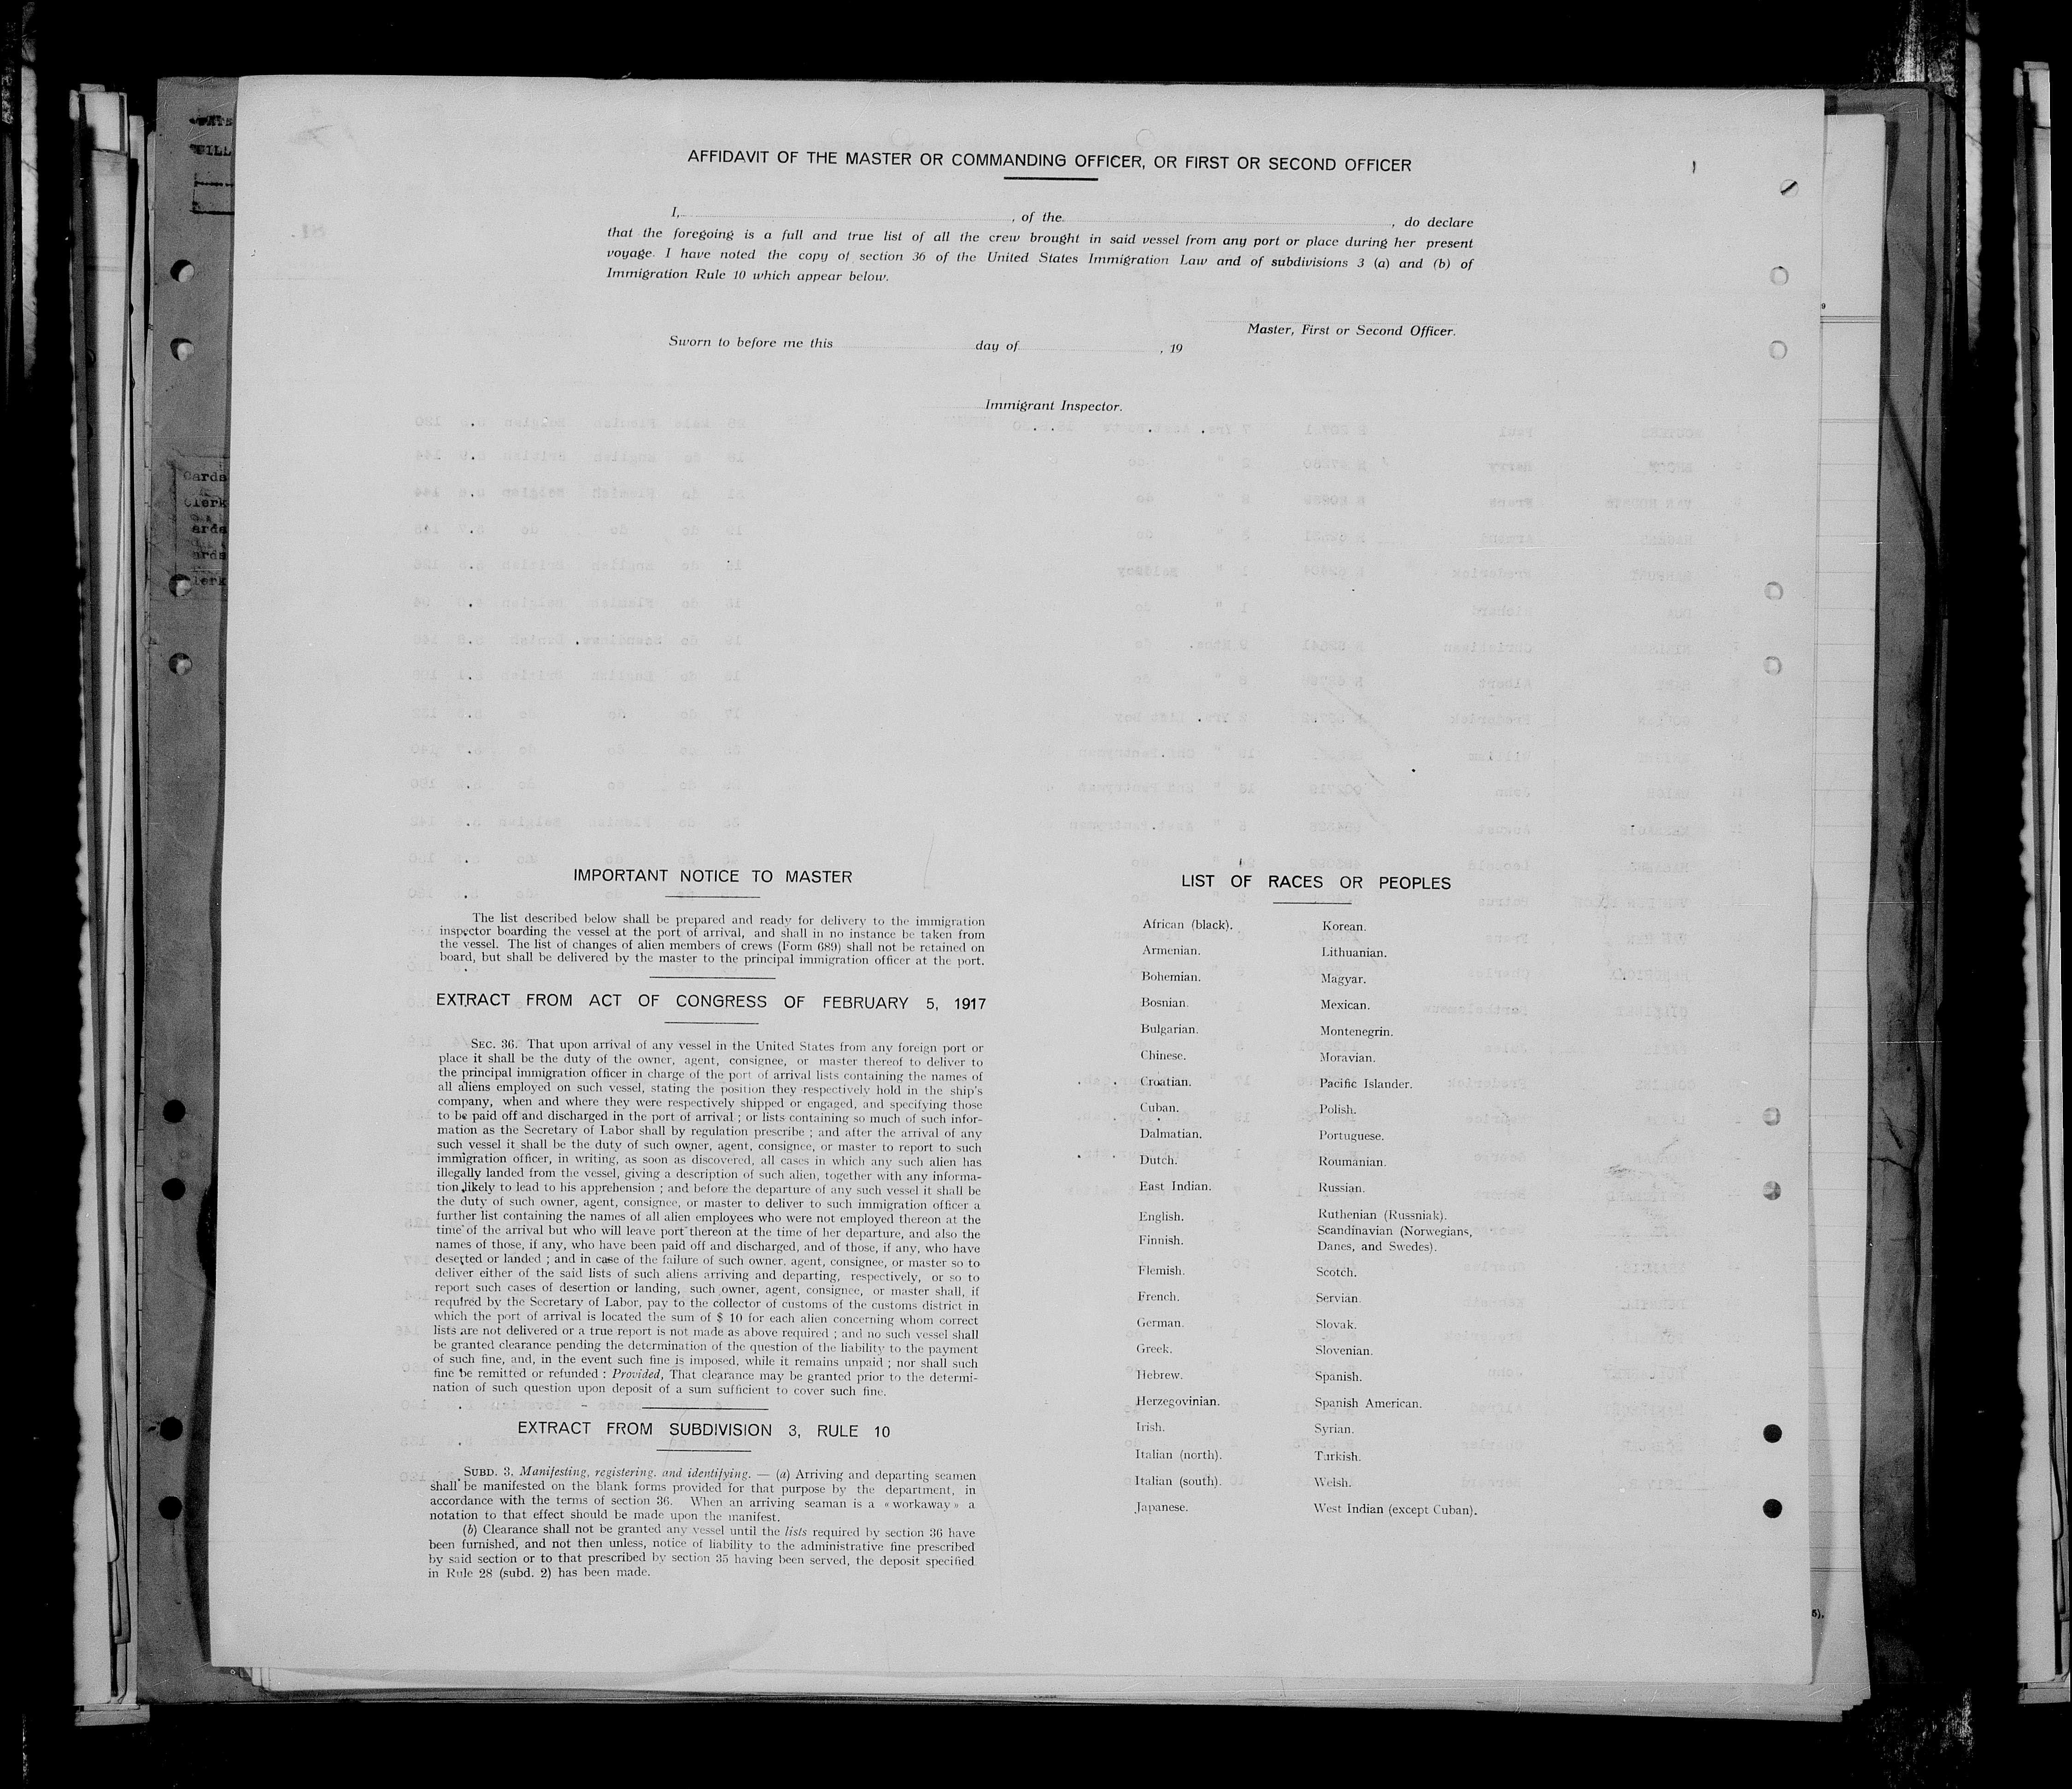 AFFIDAVIT OF THE MASTER OR COMMANDING OFFICER, OR FIRST OR SECOND OFFICER
I, , of the , do declare
that the foregoing is a full and true list of all the crew brought in said vessel from any port or place during her present
voyage. I have noted the copy of section 36 of the United States Immigration Law and of subdivisions 3 (a) and (b) of
Immigration Rule 10 which appear below.
Master, First or Second Officer.
Sworn to before me this day of , 19
Immigrant Inspector.
Cards
Clerk
ards
ards
lerk
IMPORTANT NOTICE TO MASTER
The list described below shall be prepared and ready for delivery to the immigration
inspector boarding the vessel at the port of arrival, and shall in no instance be taken from
the vessel. The list of changes of alien members of crews (Form 689) shall not be retained on
board, but shall be delivered by the master to the principal immigration officer at the port.
EXTRACT FROM ACT OF CONGRESS OF FEBRUARY 5, 1917
SEC. 36. That upon arrival of any vessel in the United States from any foreign port or
place it shall be the duty of the owner, agent, consignee, or master thereof to deliver to
the principal immigration officer in charge of the port of arrival lists containing the names of
all aliens employed on such vessel, stating the position they respectively hold in the ship's
company, when and where they were respectively shipped or engaged, and specifying those
to be paid off and discharged in the port of arrival ; or lists containing so much of such infor-
mation as the Secretary of Labor shall by regulation prescribe ; and after the arrival of any
such vessel it shall be the duty of such owner, agent, consignee, or master to report to such
immigration officer, in writing, as soon as discovered, all cases in which any such alien has
illegally landed from the vessel, giving a description of such alien, together with any informa-
tion likely to lead to his apprehension ; and before the departure of any such vessel it shall be
the duty of such owner, agent, consignee, or master to deliver to such immigration officer a
further list containing the names of all alien employees who were not employed thereon at the
time of the arrival but who will leave port thereon at the time of her departure, and also the
names of those, if any, who have been paid off and discharged, and of those, if any, who have
deserted or landed ; and in case of the failure of such owner, agent, consignee, or master so to
deliver either of the said lists of such aliens arriving and departing, respectively, or so to
report such cases of desertion or landing, such owner, agent, consignee, or master shall, if
required by the Secretary of Labor, pay to the collector of customs of the customs district in
which the port of arrival is located the sum of $ 10 for each alien concerning whom correct
lists are not delivered or a true report is not made as above required ; and no such vessel shall
be granted clearance pending the determination of the question of the liability to the payment
of such fine, and, in the event such fine is imposed, while it remains unpaid ; nor shall such
fine be remitted or refunded : Provided, That clearance may be granted prior to the determi-
nation of such question upon deposit of a sum sufficient to cover such fine.
EXTRACT FROM SUBDIVISION 3, RULE 10
SUBD. 3. Manifesting, registering, and identifying. — (a) Arriving and departing seamen
shall be manifested on the blank forms provided for that purpose by the department, in
accordance with the terms of section 36. When an arriving seaman is a « workaway » a
notation to that effect should be made upon the manifest.
(b) Clearance shall not be granted any vessel until the lists required by section 36 have
been furnished, and not then unless, notice of liability to the administrative fine prescribed
by said section or to that prescribed by section 35 having been served, the deposit specified
in Rule 28 (subd. 2) has been made.
LIST OF RACES OR PEOPLES
African (black).
Armenian.
Bohemian.
Bosnian.
Bulgarian.
Chinese.
Croatian.
Cuban.
Dalmatian.
Dutch.
East Indian.
English.
Finnish.
Flemish.
French.
German.
Greek.
Hebrew.
Herzegovinian.
Irish.
Italian (north).
Italian (south).
Japanese.
Korean.
Lithuanian.
Magyar.
Mexican.
Montenegrin.
Moravian.
Pacific Islander.
Polish.
Portuguese.
Roumanian.
Russian.
Ruthenian (Russniak).
Scandinavian (Norwegians,
Danes, and Swedes).
Scotch.
Servian.
Slovak.
Slovenian.
Spanish.
Spanish American.
Syrian.
Turkish.
Welsh.
West Indian (except Cuban).